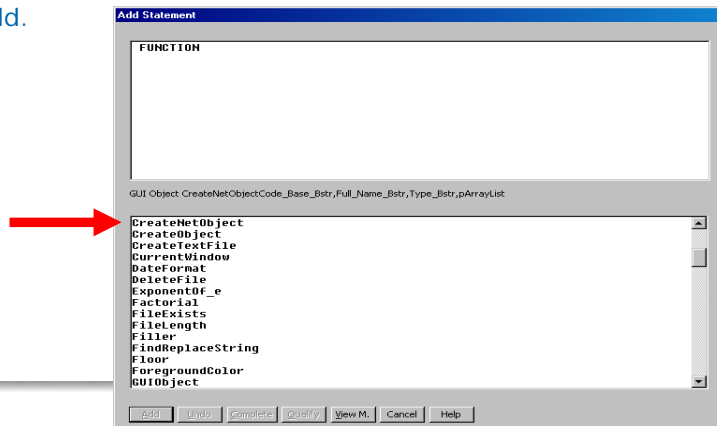 ld.
Add Statement
FUNCTION
GUI Object CreateNetObjectCode_Base_Bstr,Full_Name_Bstr,Type_Bstr,pArrayList
CreateNetObject
CreateObject
CreateTextFile
CurrentWindow
DateFormat
DeleteFile
ExponentOf_e
Factorial
FileExists
FileLength
Filler
FindReplaceString
Floor
ForegroundColor
GUIObject
Add Undo Complete Qualify View M. Cancel Help